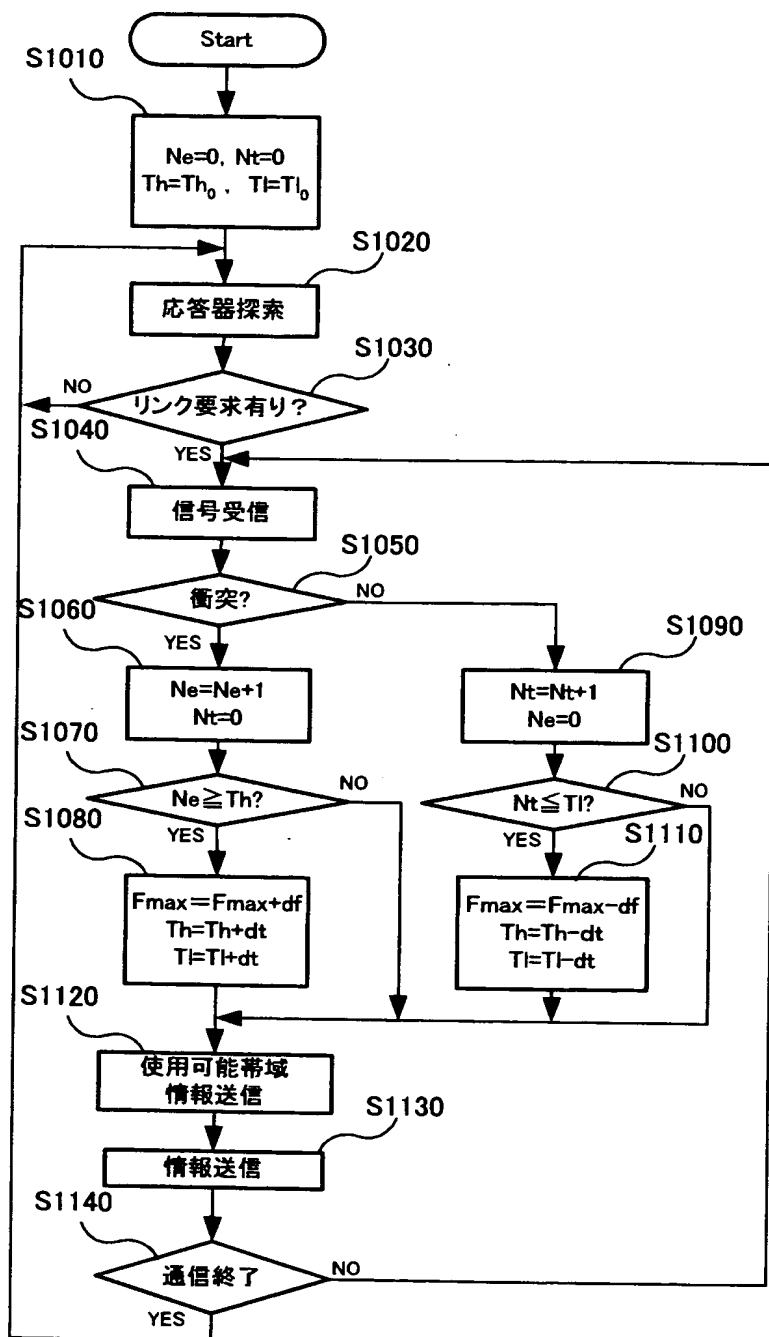 Start
S1010
Ne=0, Nt=0
Th=Th₀ , Tl=Tl₀
S1020
応答器探索
S1030
NO
リンク要求有り?
S1040
YES
信号受信
S1050
衝突?
NO
S1060
YES
S1090
Ne=Ne+1
Nt=0
Nt=Nt+1
Ne=0
S1070
S1100
Ne≧Th?
NO
Nt≦Tl?
NO
S1080
YES
YES
S1110
Fmax=Fmax+df
Th=Th+dt
Tl=Tl+dt
Fmax=Fmax-df
Th=Th-dt
Tl=Tl-dt
S1120
使用可能帯域
情報送信
S1130
情報送信
S1140
通信終了
NO
YES